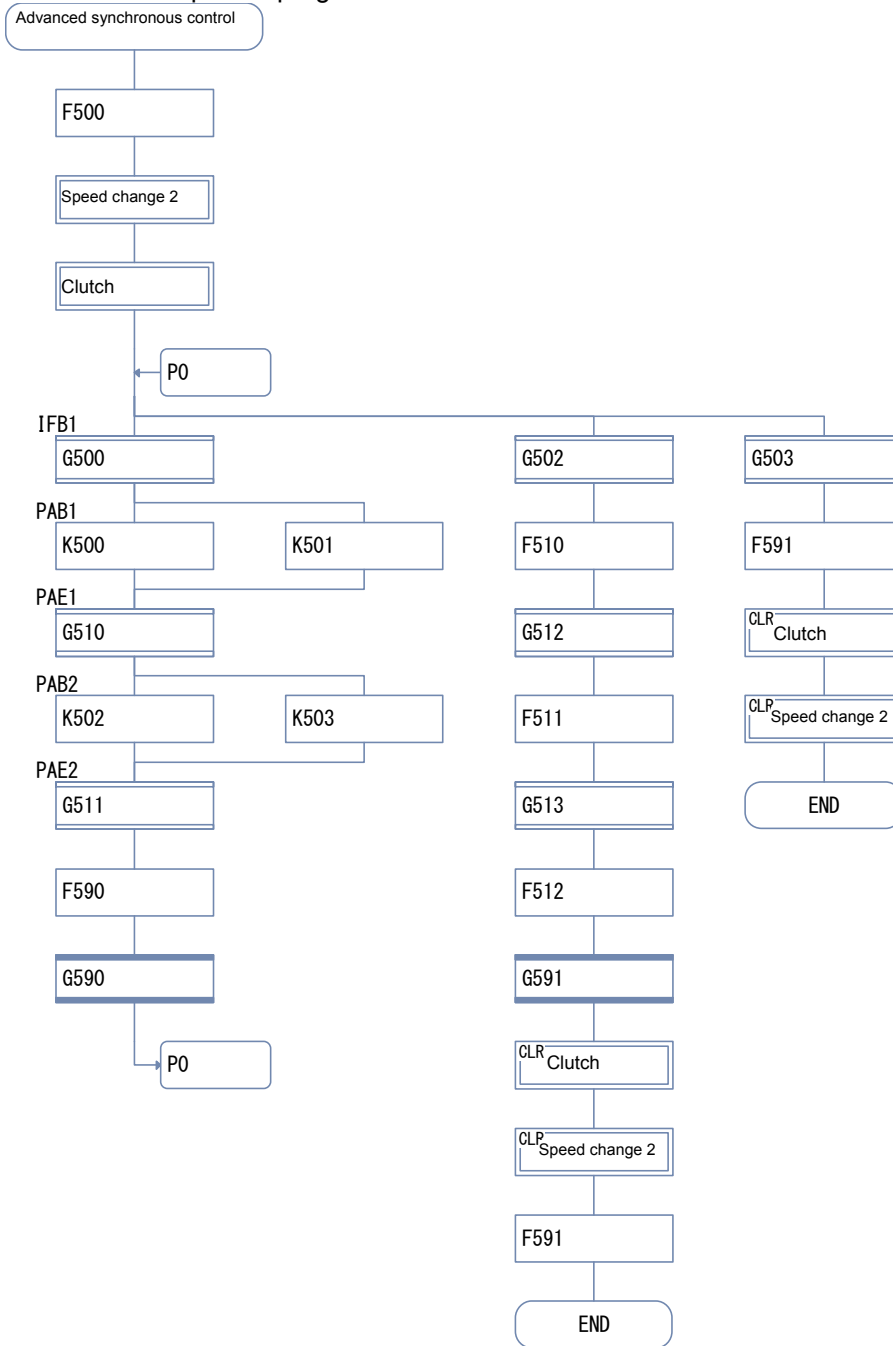 Advanced synchronous control
F500
Speed change 2
Clutch
P0
IFB1
G500
G502
G503
PAB1
K500
K501
F510
F591
PAE1
G510
G512
CLR
Clutch
PAB2
K502
K503
F511
CLR
Speed change 2
PAE2
G511
G513
END
F590
F512
G590
G591
P0
CLR
Clutch
CLR
Speed change 2
F591
END